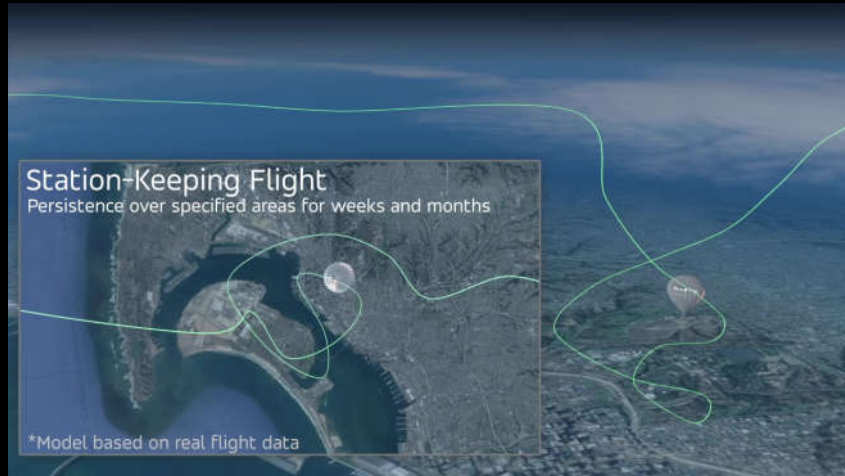 Station-Keeping Flight
Persistence over specified areas for weeks and months
*Model based on real flight data